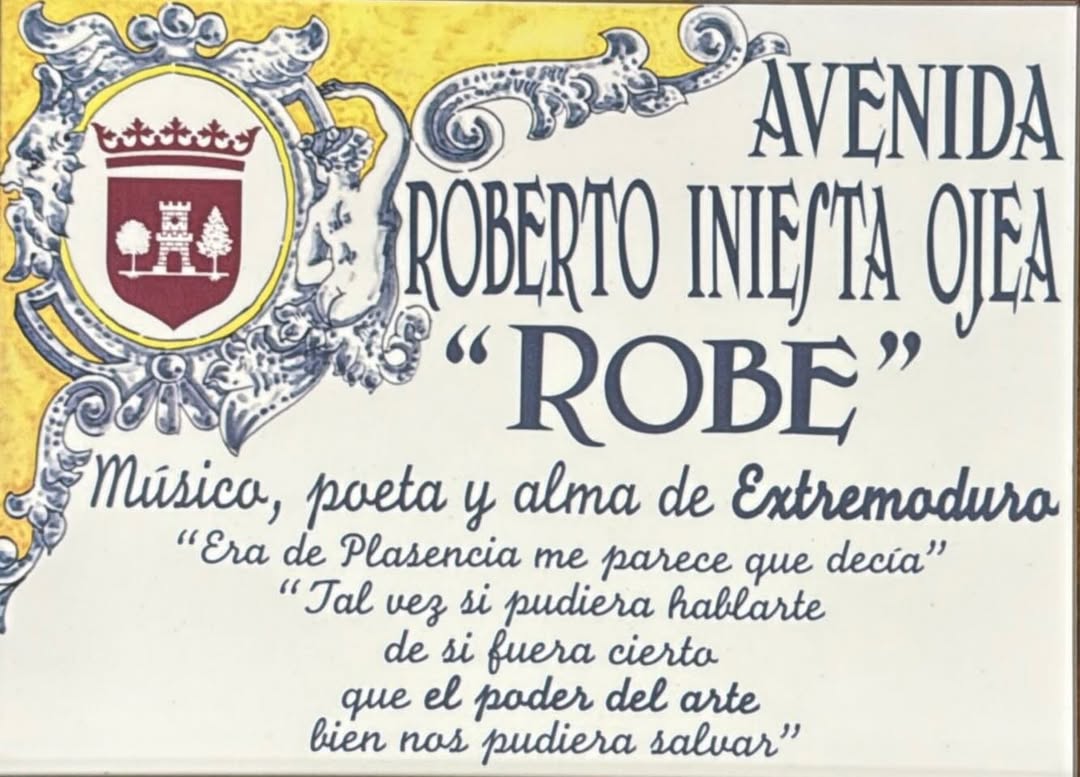 AVENIDA
ROBERTO INIESTA OJEA
“ROBE”
Músico, poeta y alma de Extremoduro
“Era de Plasencia me parece que decía”
“Tal vez si pudiera hablarte
de si fuera cierto
que el poder del arte
bien nos pudiera salvar”